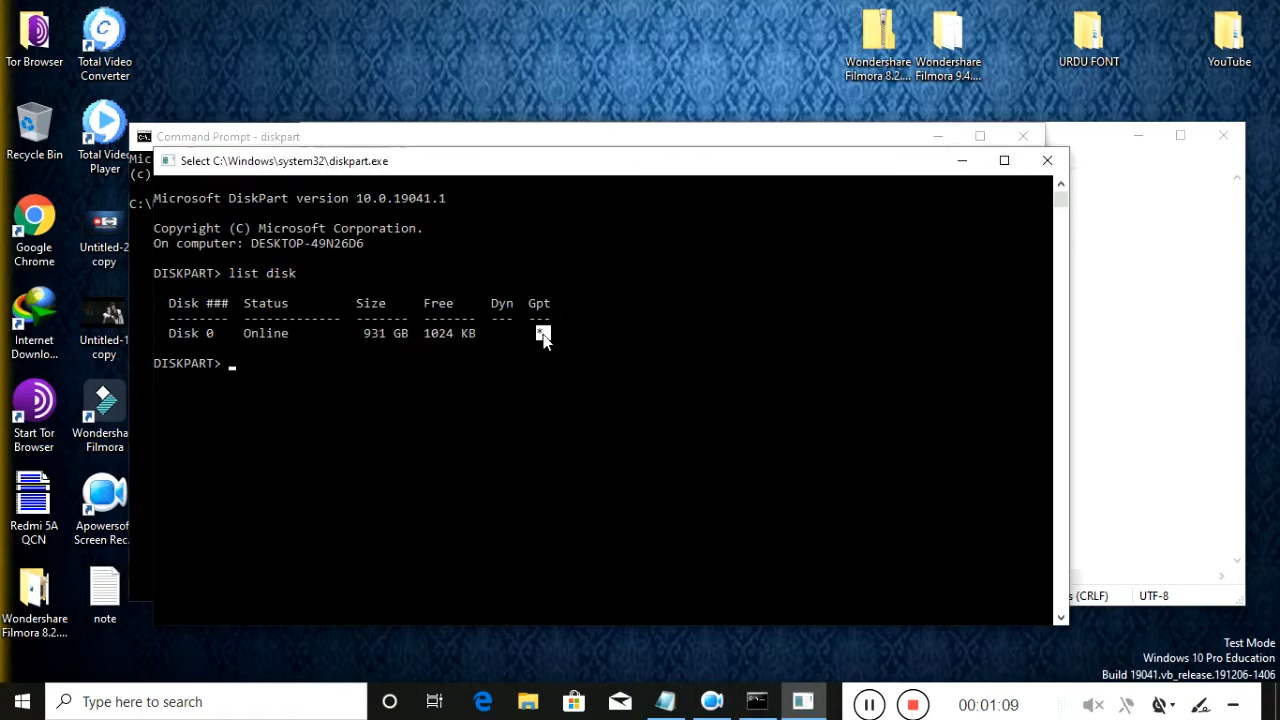 Tor Browser
Total Video
Converter
Recycle Bin
Total Vide
Player
Google
Chrome
Untitled-2
copy
Internet
Downlo...
Untitled-1
copy
Start Tor
Browser
Wondersha
Filmora
Redmi 5A
QCN
Apowersof
Screen Rec.
Wondershare
Filmora 8.2....
note
Wondershare
Filmora 8.2....
Wondershare
Filmora 9.4....
URDU FONT
YouTube
Command Prompt - diskpart
Mic
(c)
C:\
Select C:\Windows\system32\diskpart.exe
Microsoft DiskPart version 10.0.19041.1
Copyright (C) Microsoft Corporation.
On computer: DESKTOP-49N26D6
DISKPART> list disk
Disk ### Status Size Free Dyn Gpt
-------- ------------- ------- ------- --- ---
Disk 0 Online 931 GB 1024 KB *
DISKPART>
s (CRLF) UTF-8
Test Mode
Windows 10 Pro Education
Build 19041.vb_release.191206-1406
Type here to search
00:01:09